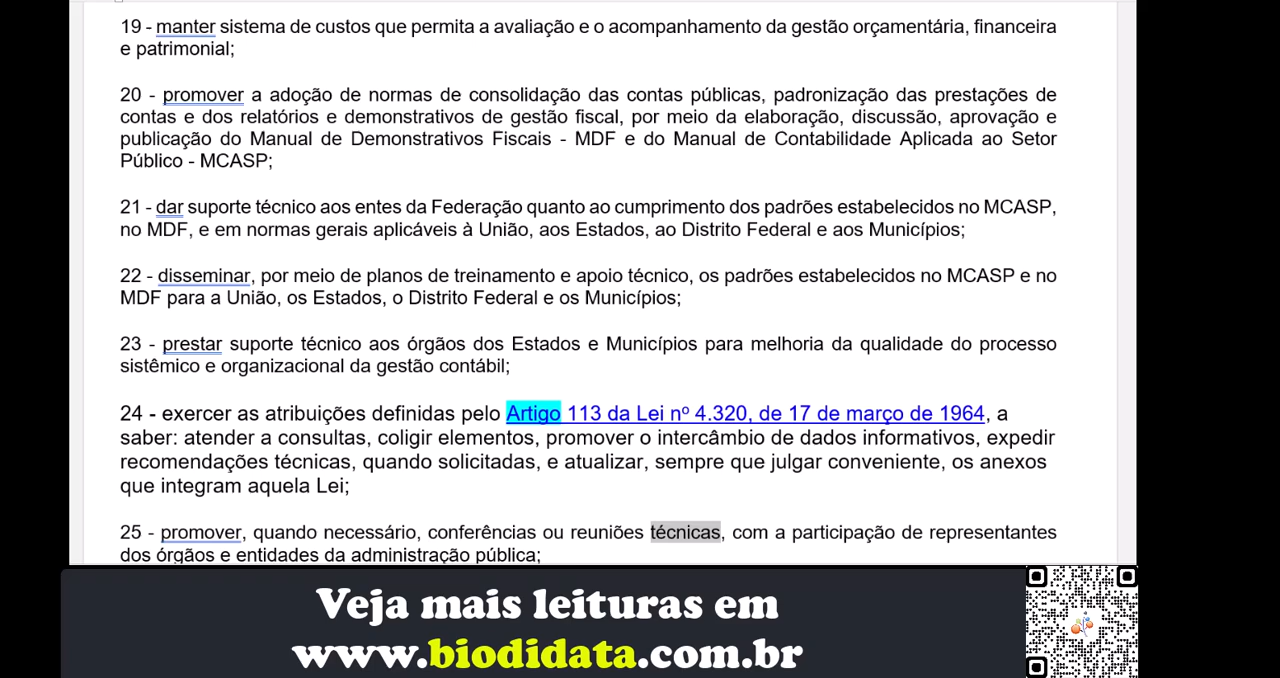 19 - manter sistema de custos que permita a avaliação e o acompanhamento da gestão orçamentária, financeira
e patrimonial;
20 - promover a adoção de normas de consolidação das contas públicas, padronização das prestações de
contas e dos relatórios e demonstrativos de gestão fiscal, por meio da elaboração, discussão, aprovação e
publicação do Manual de Demonstrativos Fiscais - MDF e do Manual de Contabilidade Aplicada ao Setor
Público - MCASP;
21 - dar suporte técnico aos entes da Federação quanto ao cumprimento dos padrões estabelecidos no MCASP,
no MDF, e em normas gerais aplicáveis à União, aos Estados, ao Distrito Federal e aos Municípios;
22 - disseminar, por meio de planos de treinamento e apoio técnico, os padrões estabelecidos no MCASP e no
MDF para a União, os Estados, o Distrito Federal e os Municípios;
23 - prestar suporte técnico aos órgãos dos Estados e Municípios para melhoria da qualidade do processo
sistêmico e organizacional da gestão contábil;
24 - exercer as atribuições definidas pelo Artigo 113 da Lei nº 4.320, de 17 de março de 1964, a
saber: atender a consultas, coligir elementos, promover o intercâmbio de dados informativos, expedir
recomendações técnicas, quando solicitadas, e atualizar, sempre que julgar conveniente, os anexos
que integram aquela Lei;
25 - promover, quando necessário, conferências ou reuniões técnicas, com a participação de representantes
dos órgãos e entidades da administração pública;
Veja mais leituras em
www.biodidata.com.br